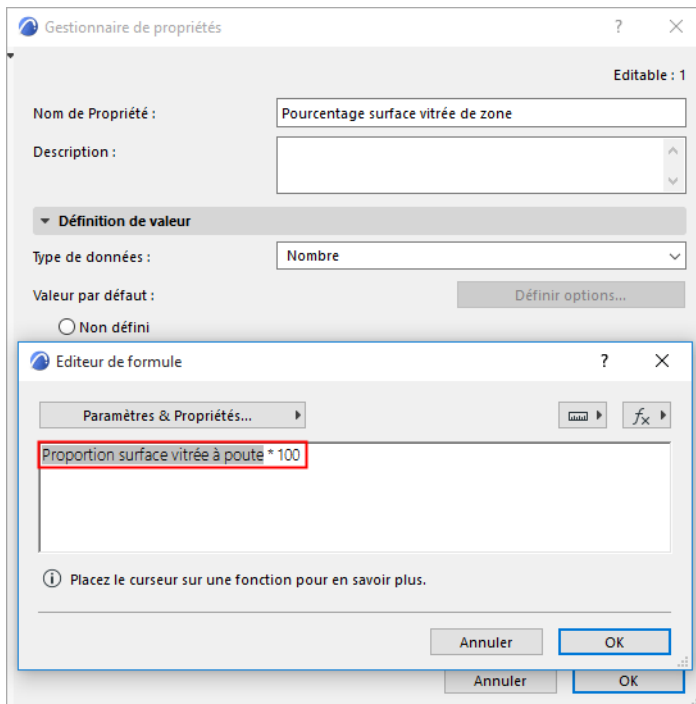 Gestionnaire de propriétés ?
Editable : 1
Nom de Propriété : Pourcentage surface vitrée de zone
Description :
Définition de valeur
Type de données : Nombre
Valeur par défaut : Définir options...
Non défini
Editeur de formule ?
Paramètres & Propriétés... fx
Proportion surface vitrée à poute * 100
Placez le curseur sur une fonction pour en savoir plus.
Annuler OK
Annuler OK